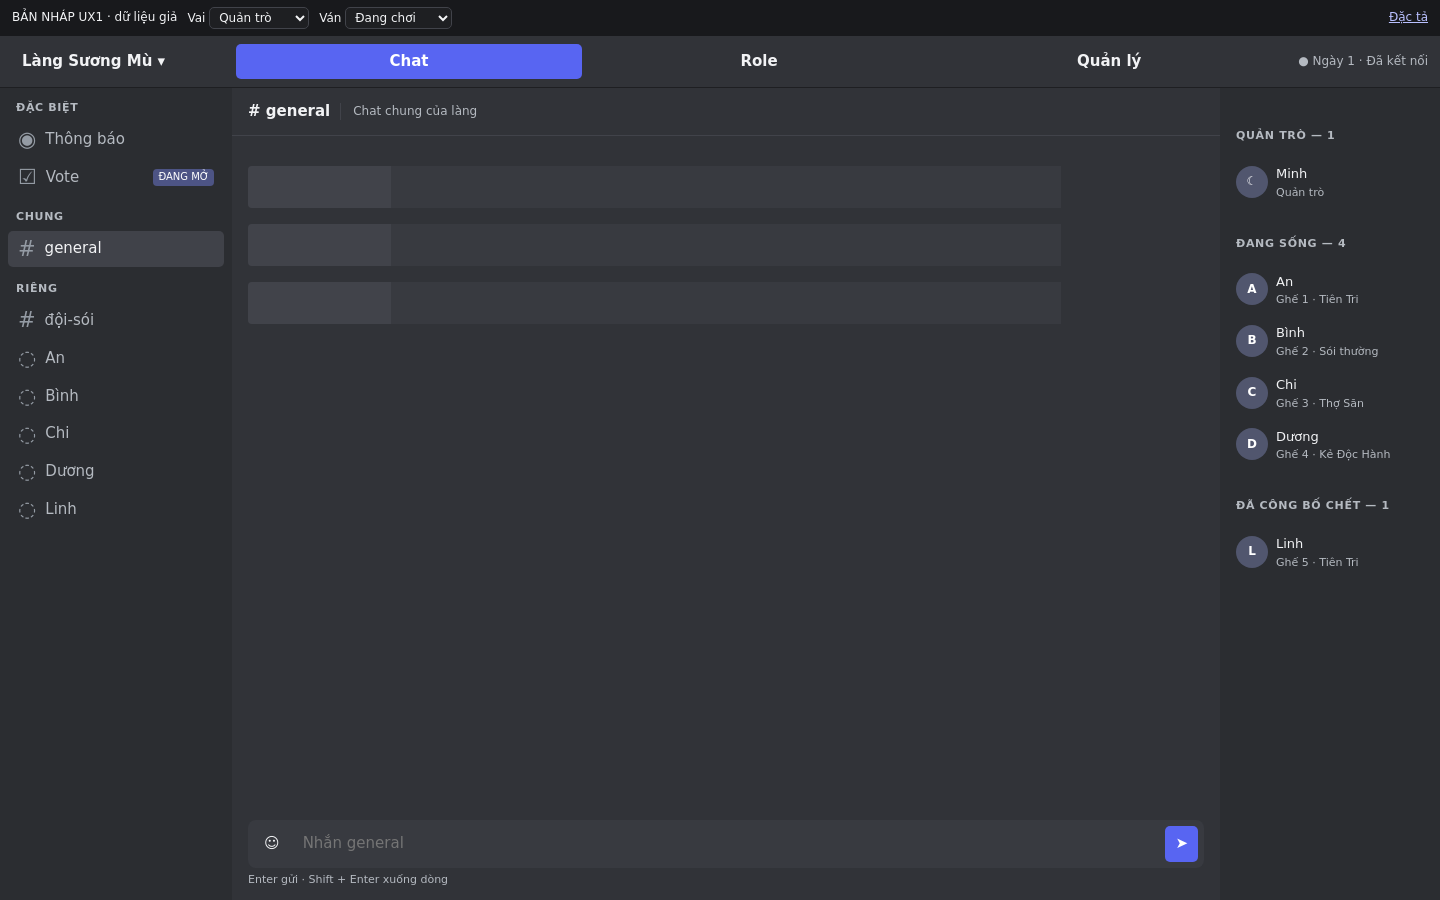 BẢN NHÁP UX1 · dữ liệu giả Vai Quản trò Ván Đang chơi Đặc tả
Làng Sương Mù ▾ Chat Role Quản lý ● Ngày 1 · Đã kết nối
ĐẶC BIỆT
Thông báo
Vote ĐANG MỞ
CHUNG
# general
RIÊNG
# đội-sói
An
Bình
Chi
Dương
Linh
# general Chat chung của làng
Nhắn general
Enter gửi · Shift + Enter xuống dòng
QUẢN TRÒ — 1
Minh
Quản trò
ĐANG SỐNG — 4
A An
Ghế 1 · Tiên Tri
B Bình
Ghế 2 · Sói thường
C Chi
Ghế 3 · Thợ Săn
D Dương
Ghế 4 · Kẻ Độc Hành
ĐÃ CÔNG BỐ CHẾT — 1
L Linh
Ghế 5 · Tiên Tri